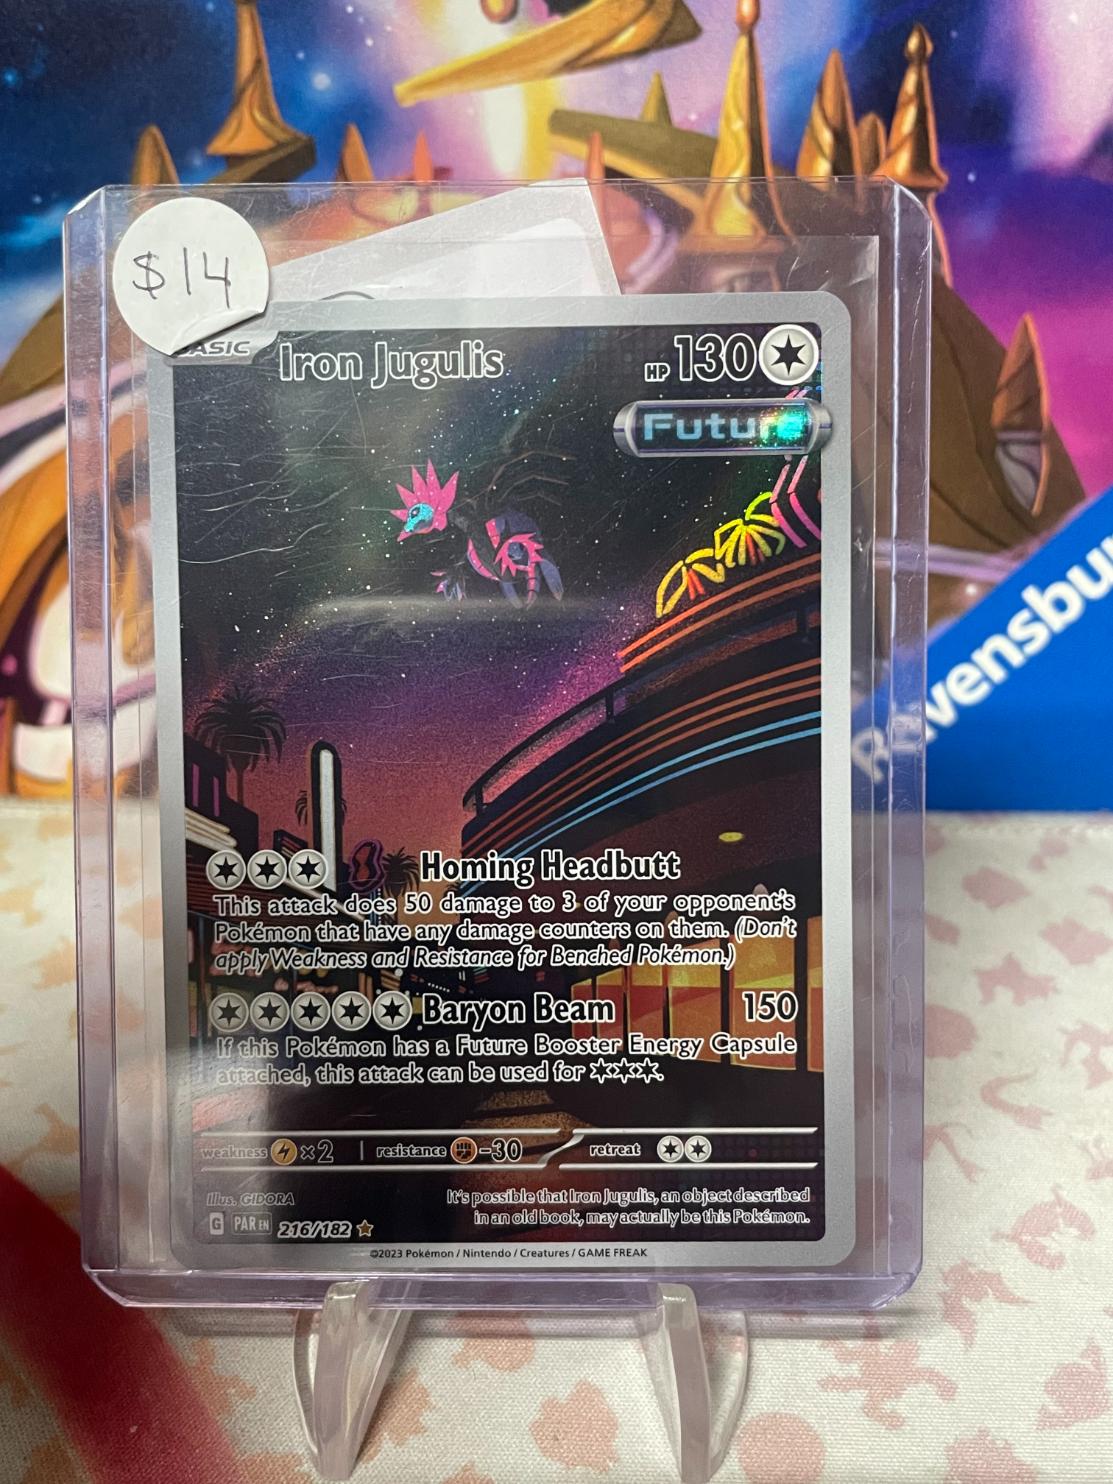 $14
BASIC
Iron Jugulis
HP 130
Future
Ravensbu
Homing Headbutt
This attack does 50 damage to 3 of your opponent's
Pokémon that have any damage counters on them. (Don't
apply Weakness and Resistance for Benched Pokémon.)
Baryon Beam 150
If this Pokémon has a Future Booster Energy Capsule
attached, this attack can be used for ✶✶✶.
weakness ×2 resistance -30 retreat
Illus. GIDORA
It's possible that Iron Jugulis, an object described
in an old book, may actually be this Pokémon.
G PAR EN 216/182
©2023 Pokémon / Nintendo / Creatures / GAME FREAK